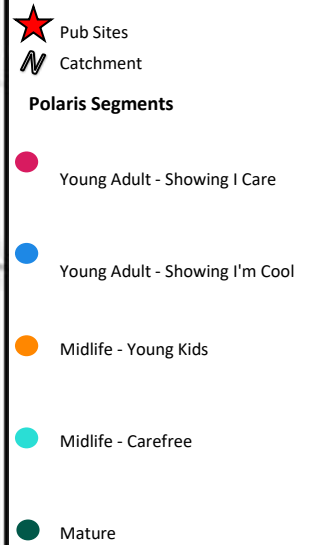 Pub Sites
Catchment
Polaris Segments
Young Adult - Showing I Care
Young Adult - Showing I'm Cool
Midlife - Young Kids
Midlife - Carefree
Mature